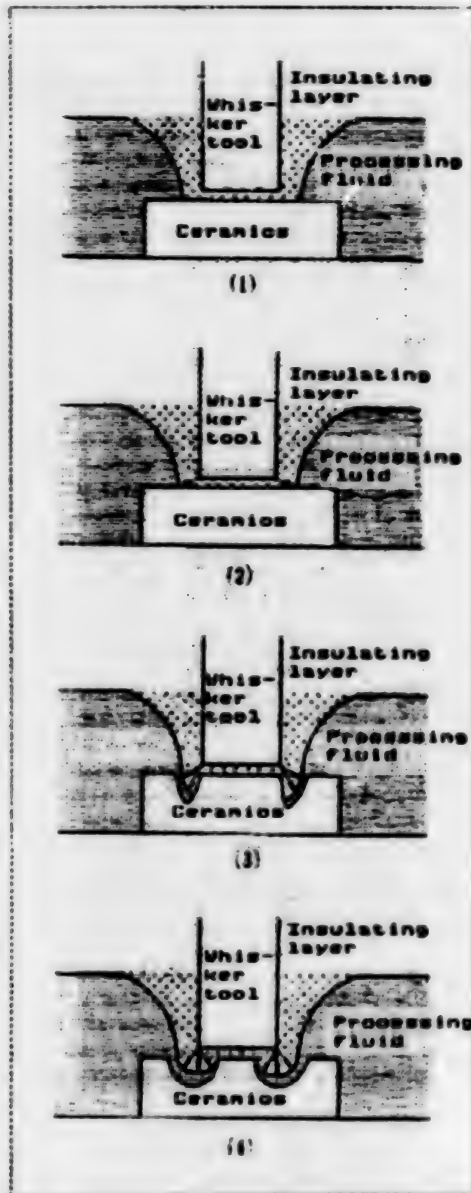 Insulating
layer
Whis-
ker
tool
Processing
Fluid
Ceramics
(1)
Insulating
layer
Whis-
ker
tool
Processing
Fluid
Ceramics
(2)
Insulating
layer
Whis-
ker
tool
Processing
Fluid
Ceramics
(3)
Insulating
layer
Whis-
ker
tool
Processing
Fluid
Ceramics